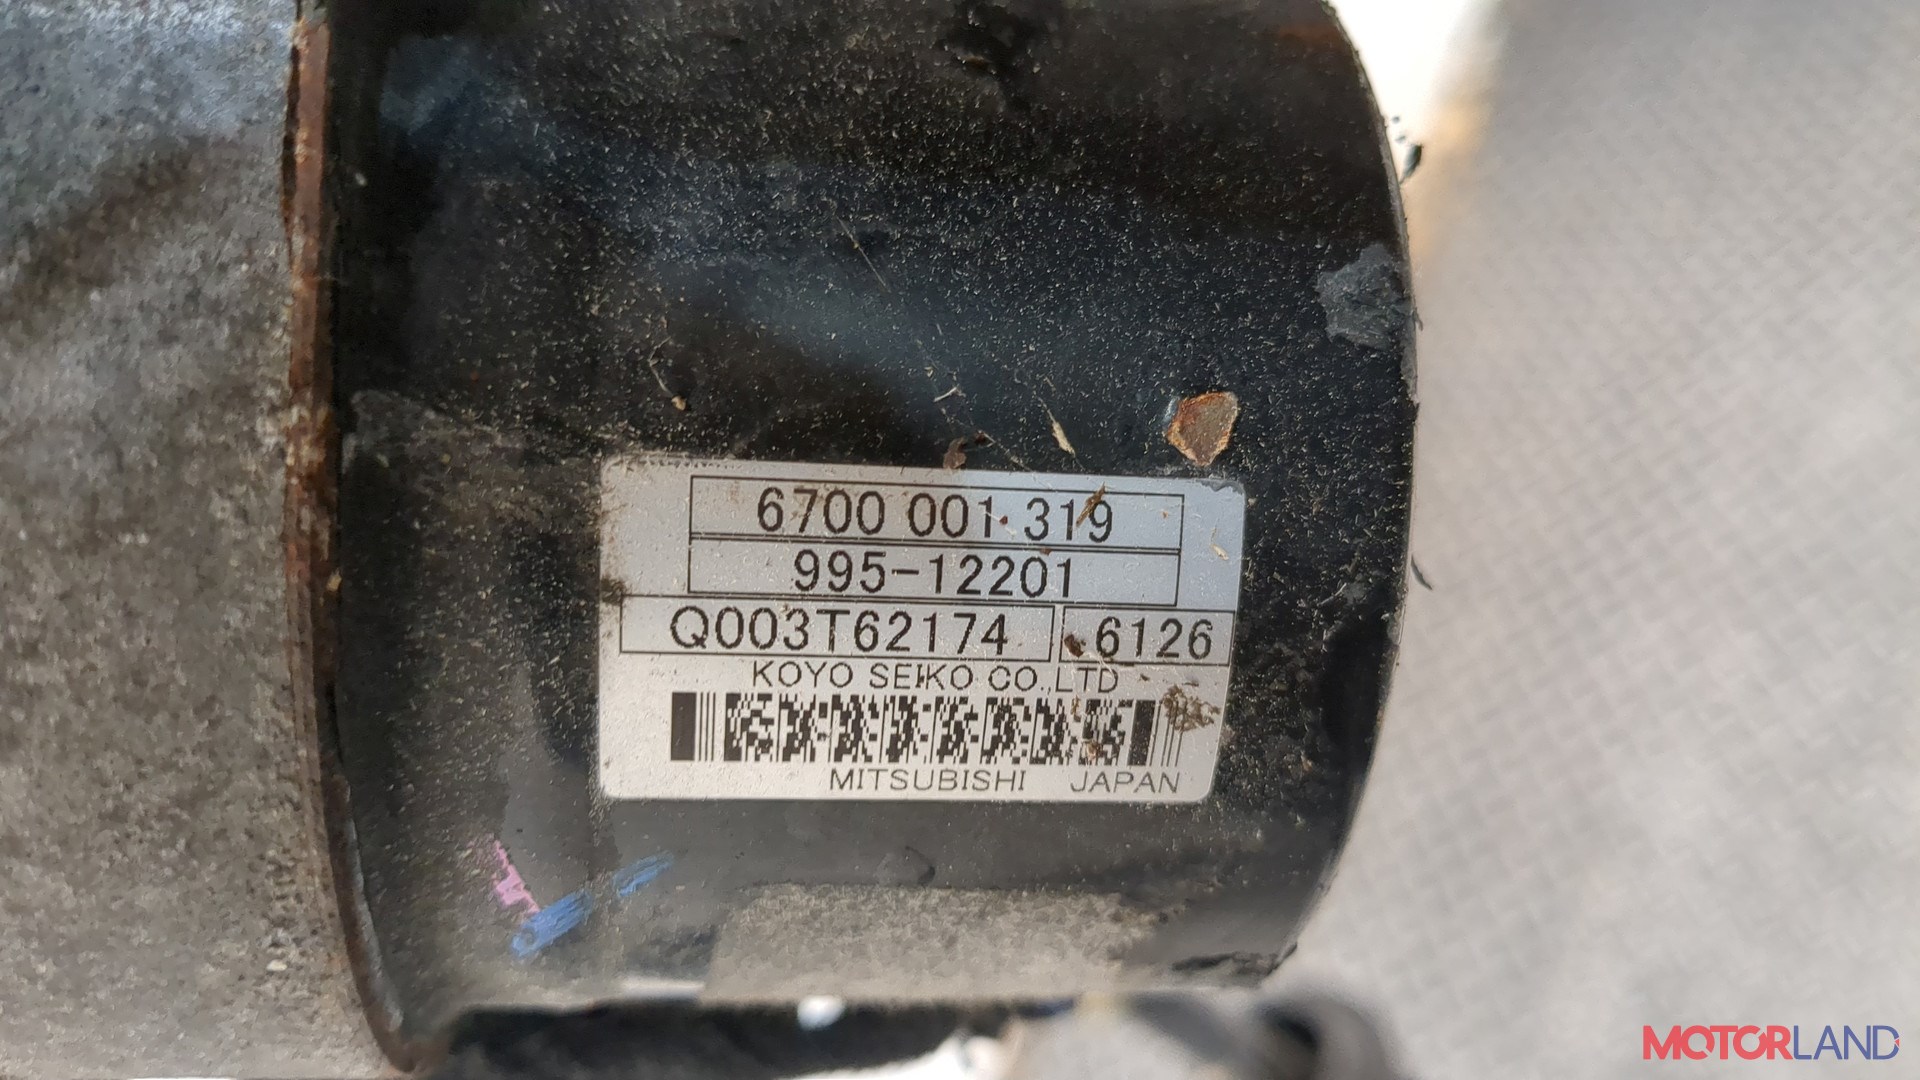 6700 001 319
995-12201
Q003T62174 6126
KOYO SEIKO CO.,LTD
MITSUBISHI JAPAN
MOTORLAND